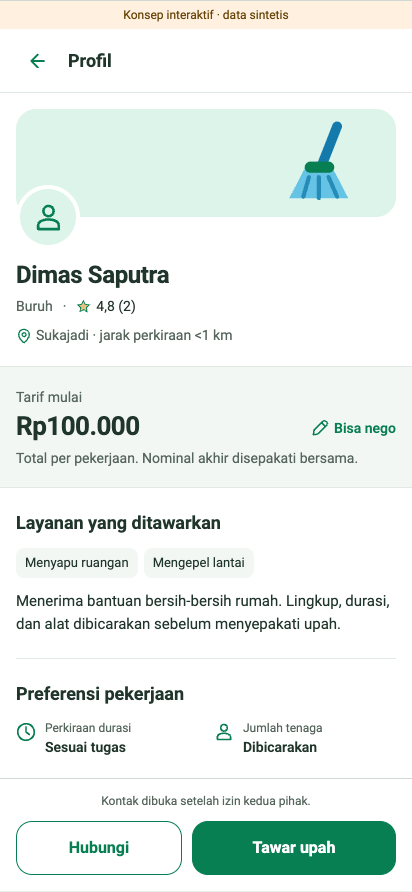 Konsep interaktif · data sintetis
Profil
Dimas Saputra
Buruh · 4,8 (2)
Sukajadi · jarak perkiraan <1 km
Tarif mulai
Rp100.000
Bisa nego
Total per pekerjaan. Nominal akhir disepakati bersama.
Layanan yang ditawarkan
Menyapu ruangan
Mengepel lantai
Menerima bantuan bersih-bersih rumah. Lingkup, durasi,
dan alat dibicarakan sebelum menyepakati upah.
Preferensi pekerjaan
Perkiraan durasi
Sesuai tugas
Jumlah tenaga
Dibicarakan
Kontak dibuka setelah izin kedua pihak.
Hubungi
Tawar upah